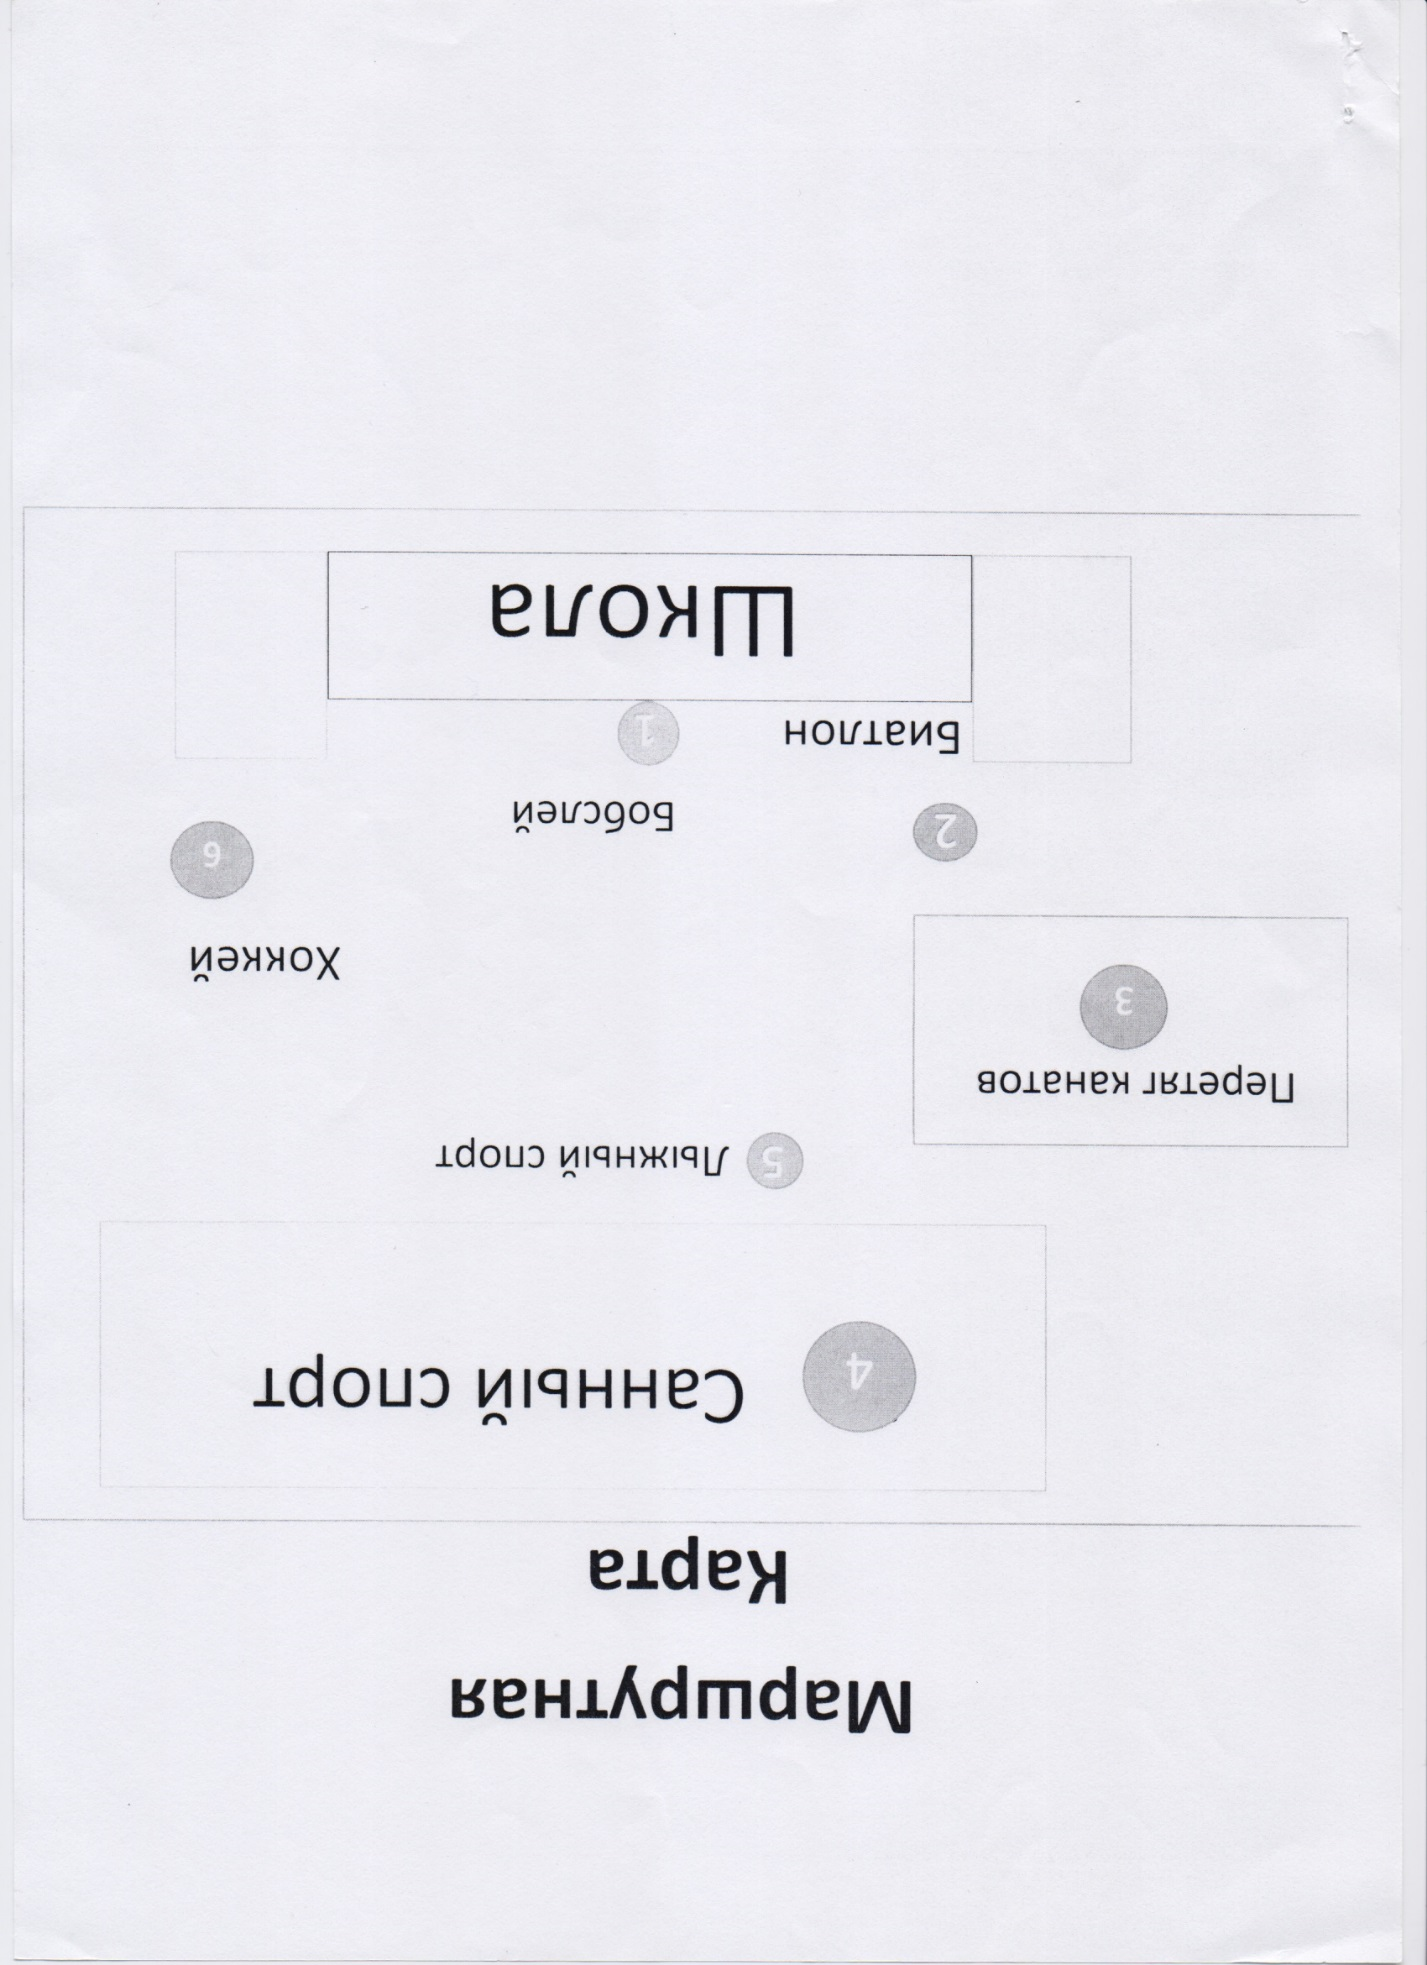 Маршрутная
Карта
4 Санный спорт
5 Лыжный спорт
Перетяг канатов
3
Хоккей
6
2
Бобслей
Биатлон
1
Школа